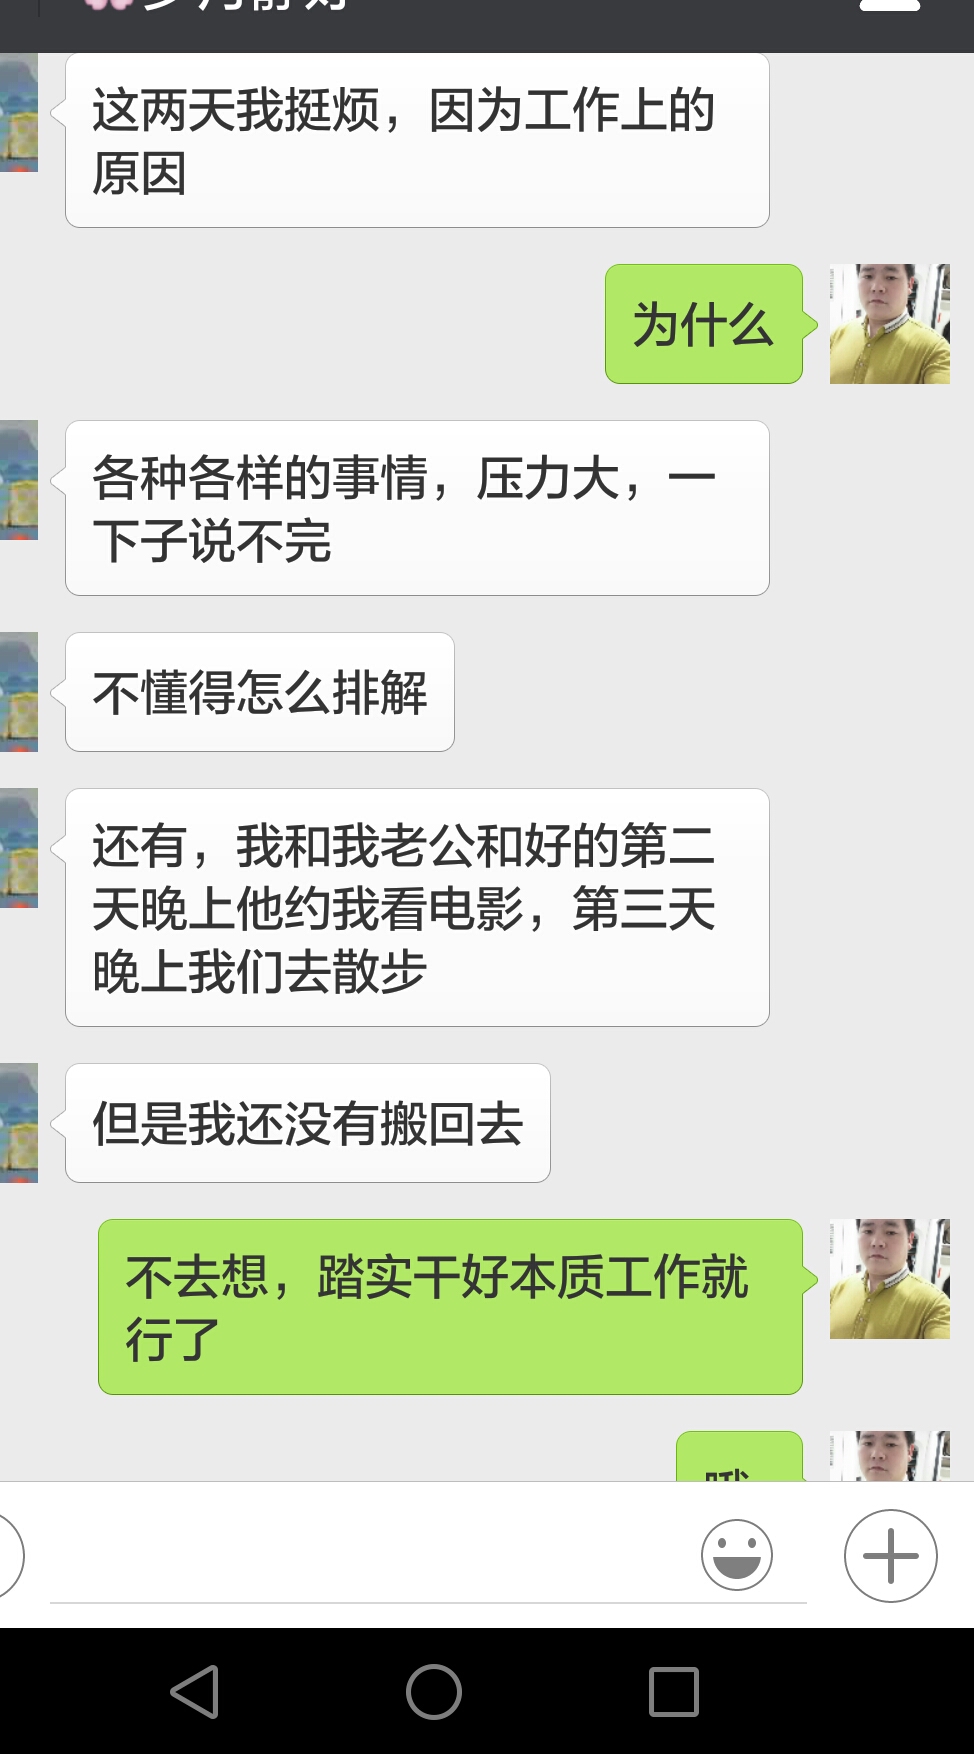 这两天我挺烦，因为工作上的
原因
为什么
各种各样的事情，压力大，一
下子说不完
不懂得怎么排解
还有，我和我老公和好的第二
天晚上他约我看电影，第三天
晚上我们去散步
但是我还没有搬回去
不去想，踏实干好本质工作就
行了